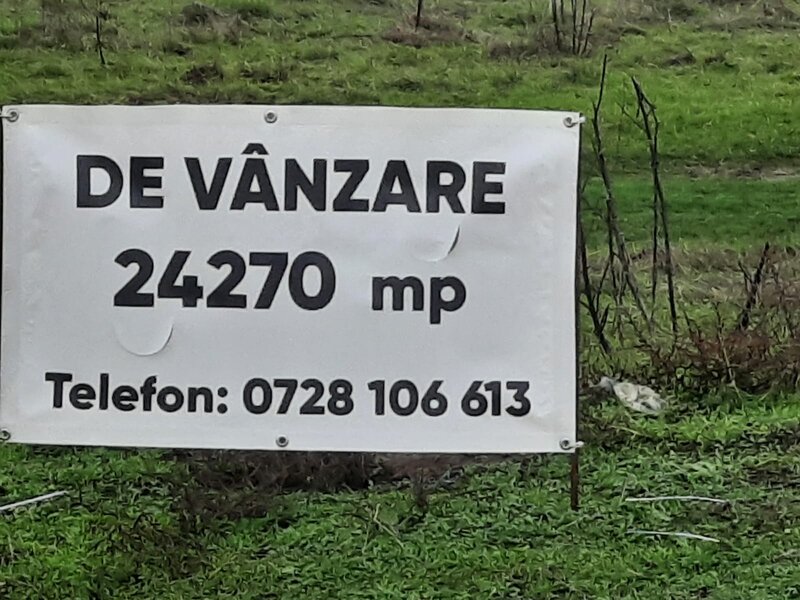 DE VÂNZARE
24270 mp
Telefon: 0728 106 613